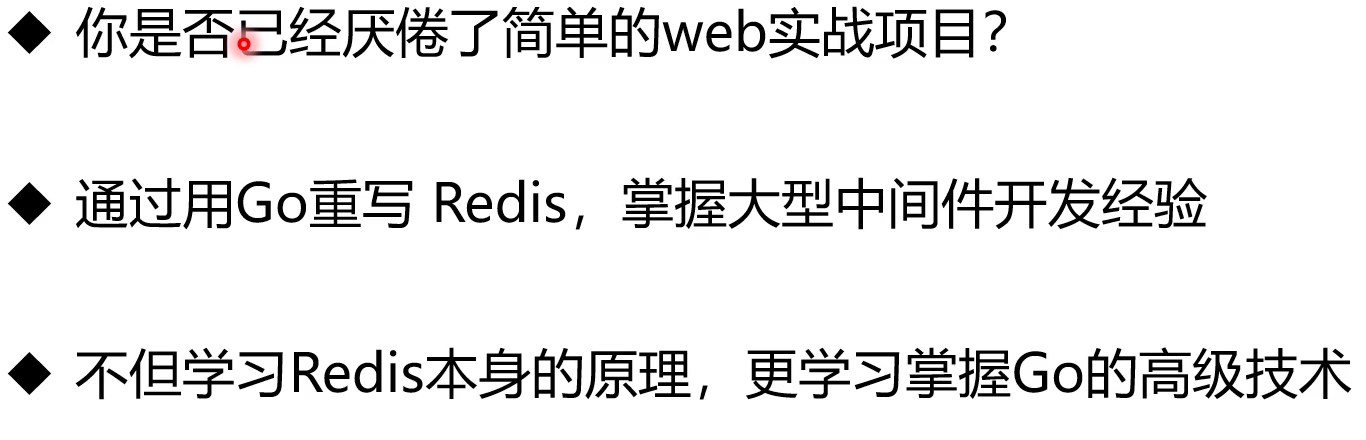 ◆ 你是否已经厌倦了简单的web实战项目？
◆ 通过用Go重写 Redis，掌握大型中间件开发经验
◆ 不但学习Redis本身的原理，更学习掌握Go的高级技术